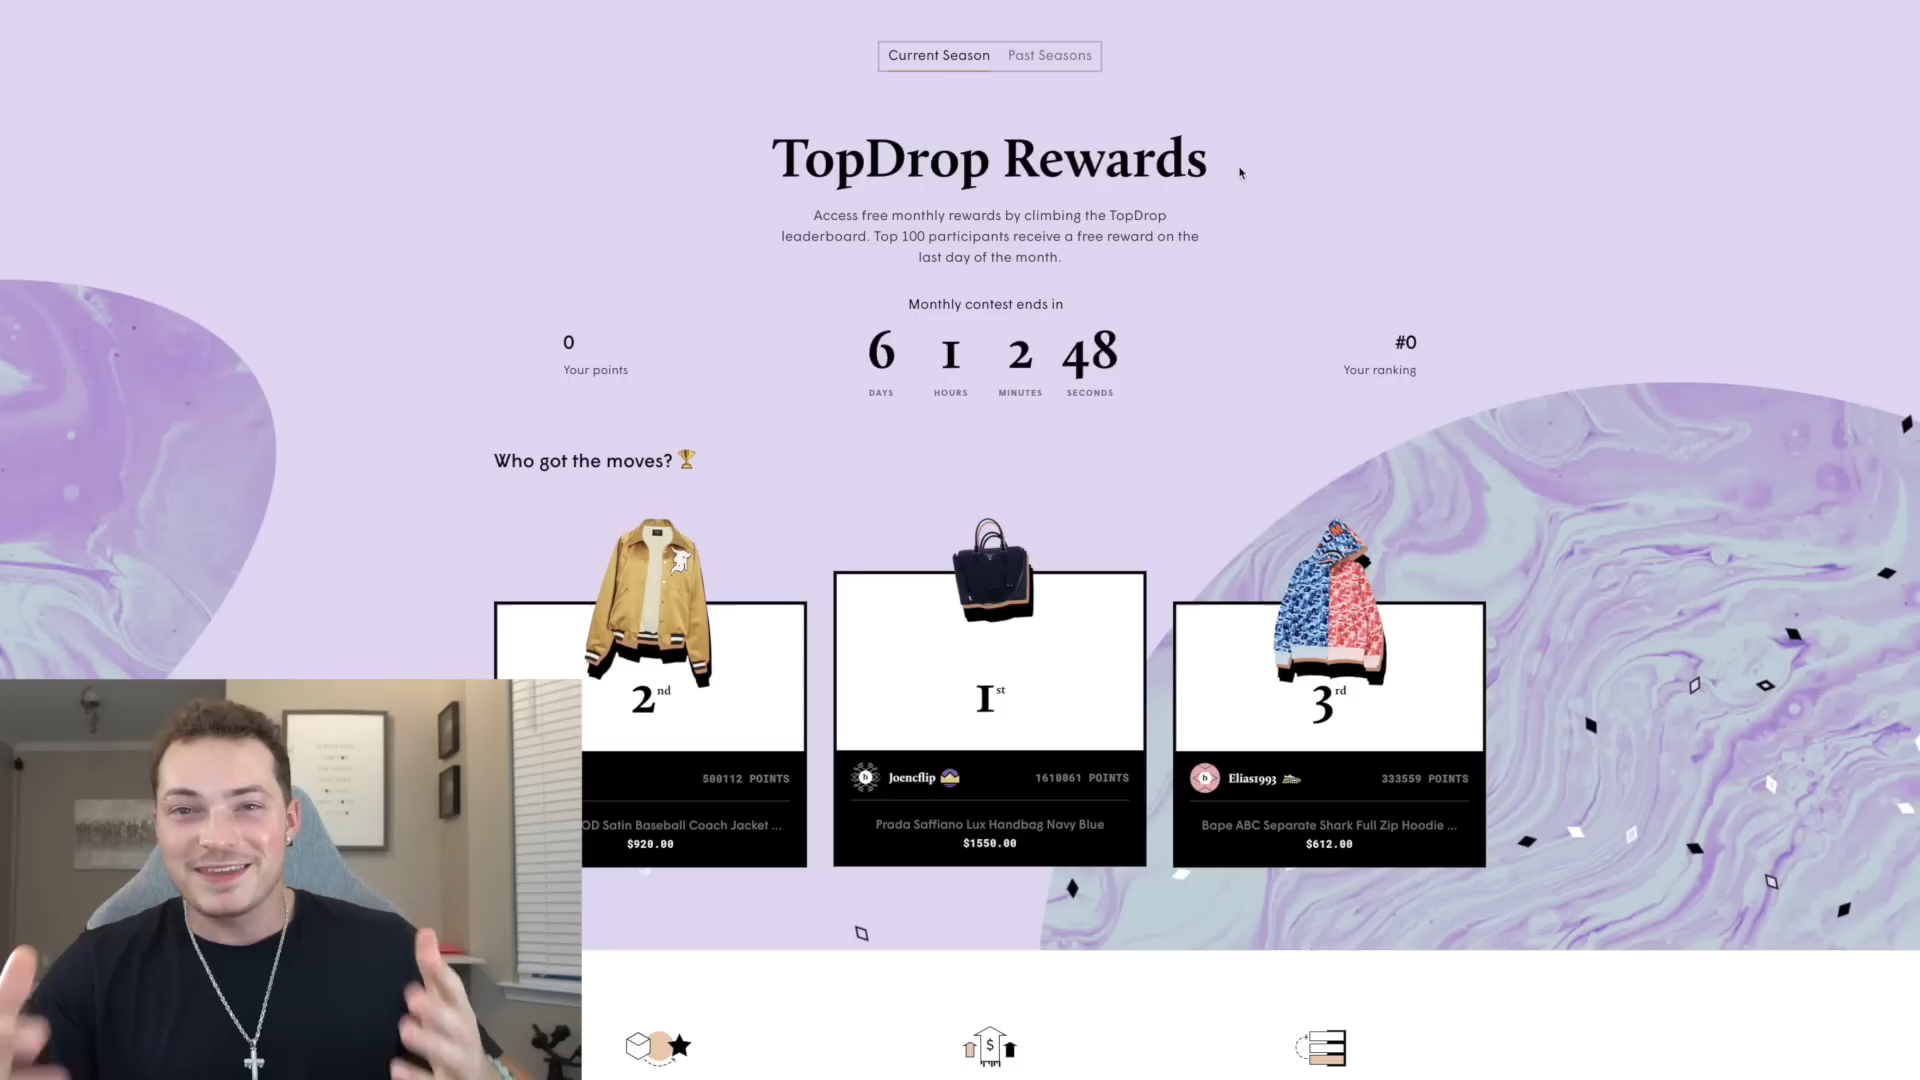 Current Season Past Seasons
TopDrop Rewards
Access free monthly rewards by climbing the TopDrop
leaderboard. Top 100 participants receive a free reward on the
last day of the month.
Monthly contest ends in
0
Your points
6 1 2 48
DAYS HOURS MINUTES SECONDS
#0
Your ranking
Who got the moves? 🏆
2nd
500112 POINTS
OD Satin Baseball Coach Jacket ...
$920.00
1st
h
Joencflip
1610061 POINTS
Prada Saffiano Lux Handbag Navy Blue
$1550.00
3rd
h
Elias1993
333559 POINTS
Bape ABC Separate Shark Full Zip Hoodie ...
$612.00
$